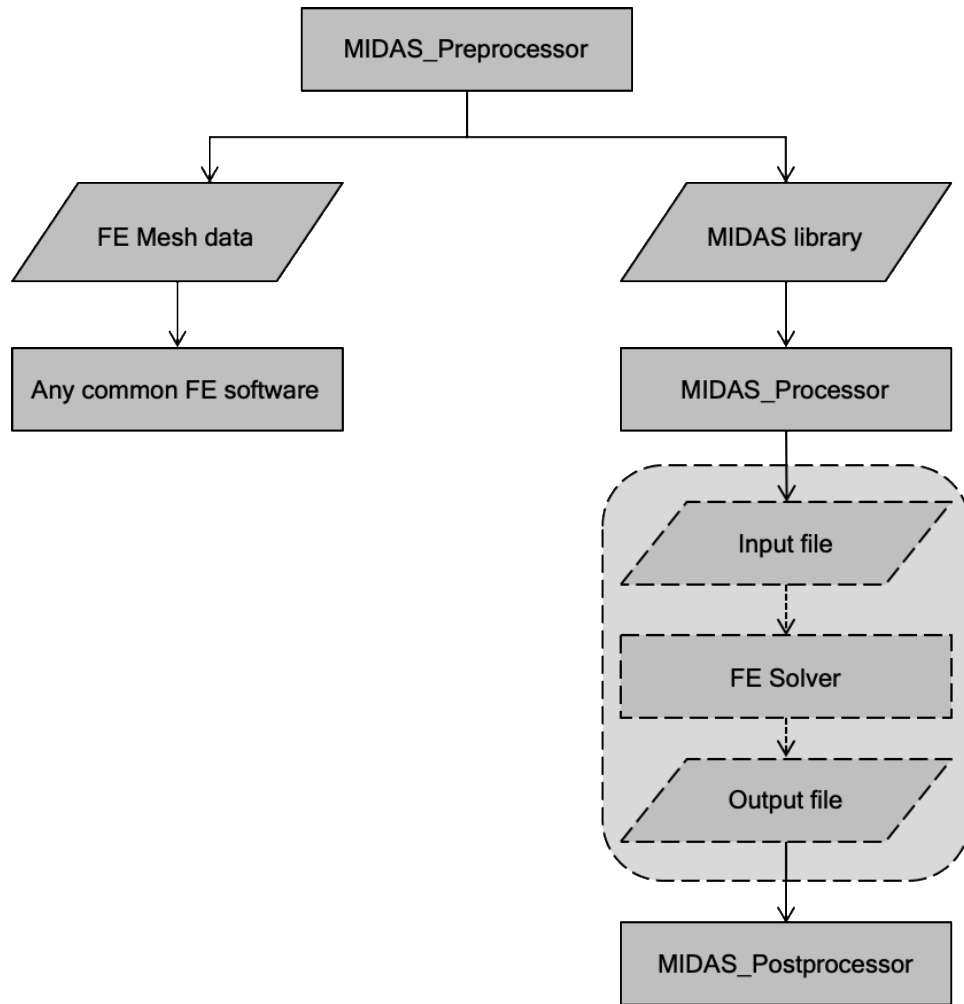 MIDAS_Preprocessor
FE Mesh data
MIDAS library
Any common FE software
MIDAS_Processor
Input file
FE Solver
Output file
MIDAS_Postprocessor